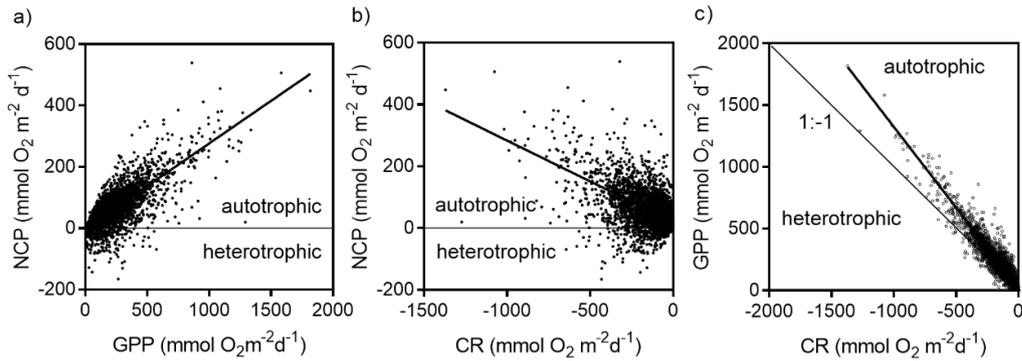 a)
600
400
200
0
-200
NCP (mmol O₂ m⁻² d⁻¹)
autotrophic
heterotrophic
0 500 1000 1500 2000
GPP (mmol O₂m⁻²d⁻¹)
b)
600
400
200
0
-200
NCP (mmol O₂ m⁻² d⁻¹)
autotrophic
heterotrophic
-1500 -1000 -500 0
CR (mmol O₂ m⁻² d⁻¹)
c)
2000
1500
1000
500
0
GPP (mmol O₂ m⁻² d⁻¹)
autotrophic
1:-1
heterotrophic
-2000 -1500 -1000 -500 0
CR (mmol O₂ m⁻² d⁻¹)